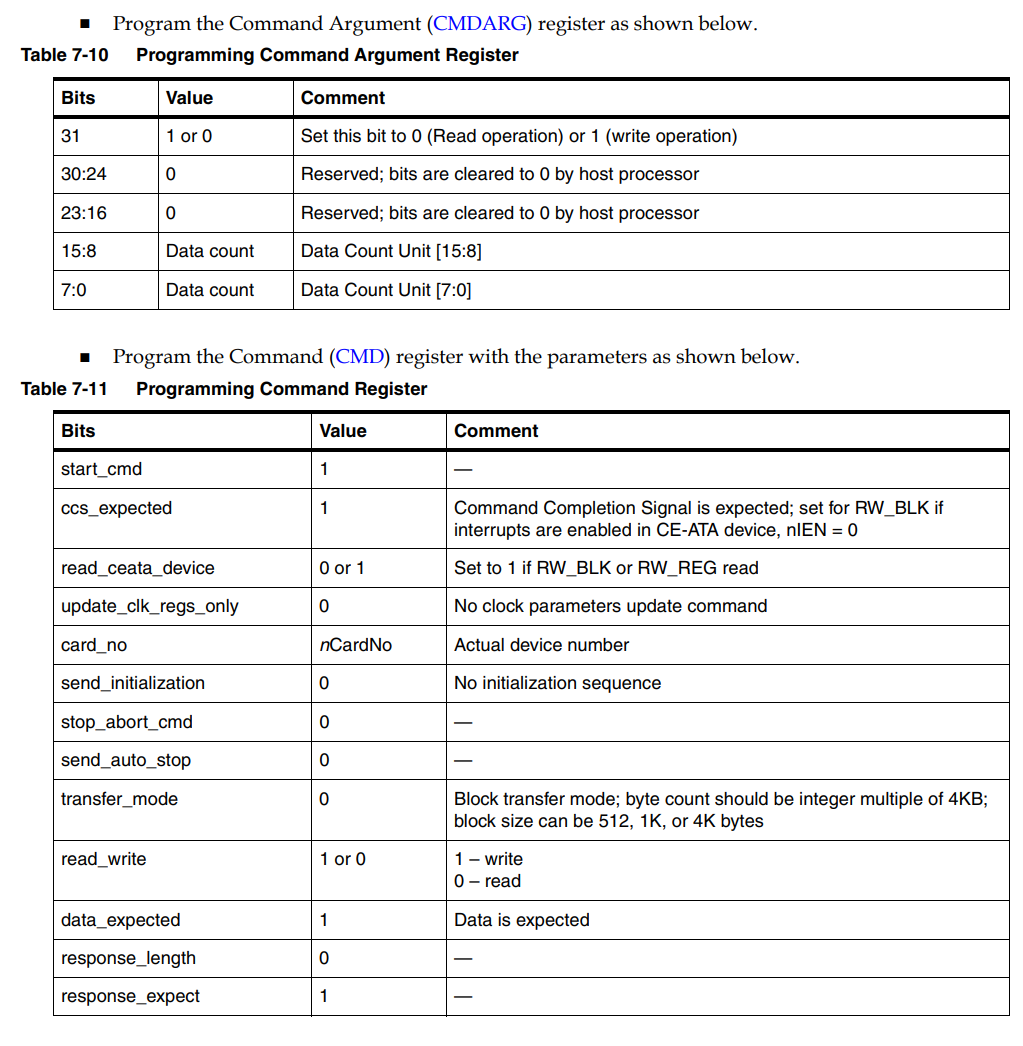 ■ Program the Command Argument (CMDARG) register as shown below.
Table 7-10 Programming Command Argument Register
Bits Value Comment
31 1 or 0 Set this bit to 0 (Read operation) or 1 (write operation)
30:24 0 Reserved; bits are cleared to 0 by host processor
23:16 0 Reserved; bits are cleared to 0 by host processor
15:8 Data count Data Count Unit [15:8]
7:0 Data count Data Count Unit [7:0]
■ Program the Command (CMD) register with the parameters as shown below.
Table 7-11 Programming Command Register
Bits Value Comment
start_cmd 1 —
ccs_expected 1 Command Completion Signal is expected; set for RW_BLK if
interrupts are enabled in CE-ATA device, nIEN = 0
read_ceata_device 0 or 1 Set to 1 if RW_BLK or RW_REG read
update_clk_regs_only 0 No clock parameters update command
card_no nCardNo Actual device number
send_initialization 0 No initialization sequence
stop_abort_cmd 0 —
send_auto_stop 0 —
transfer_mode 0 Block transfer mode; byte count should be integer multiple of 4KB;
block size can be 512, 1K, or 4K bytes
read_write 1 or 0 1 – write
0 – read
data_expected 1 Data is expected
response_length 0 —
response_expect 1 —